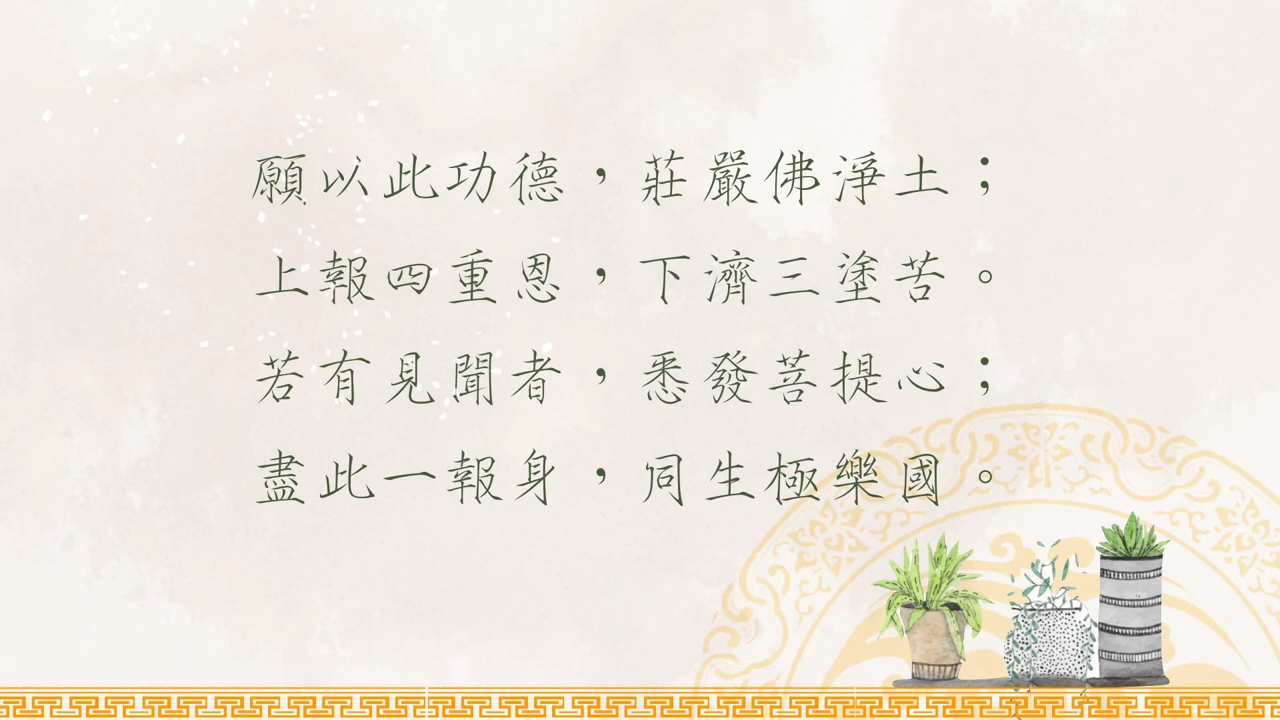 願以此功德，莊嚴佛淨土；
上報四重恩，下濟三塗苦。
若有見聞者，悉發菩提心；
盡此一報身，同生極樂國。